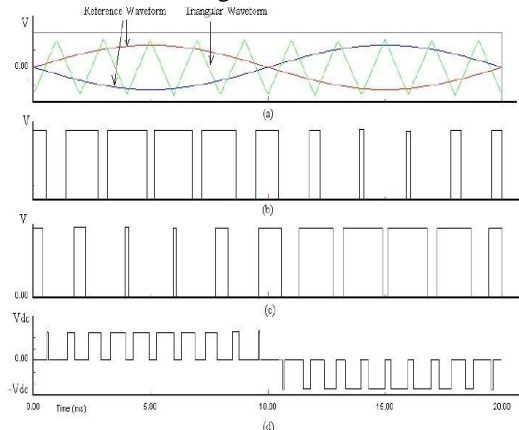 Reference Waveform Triangular Waveform
V
0.00
(a)
(b)
V
0.00
(c)
Vdc
0.00
-Vdc
0.00 Time (ms) 5.00 10.00 15.00 20.00
(d)